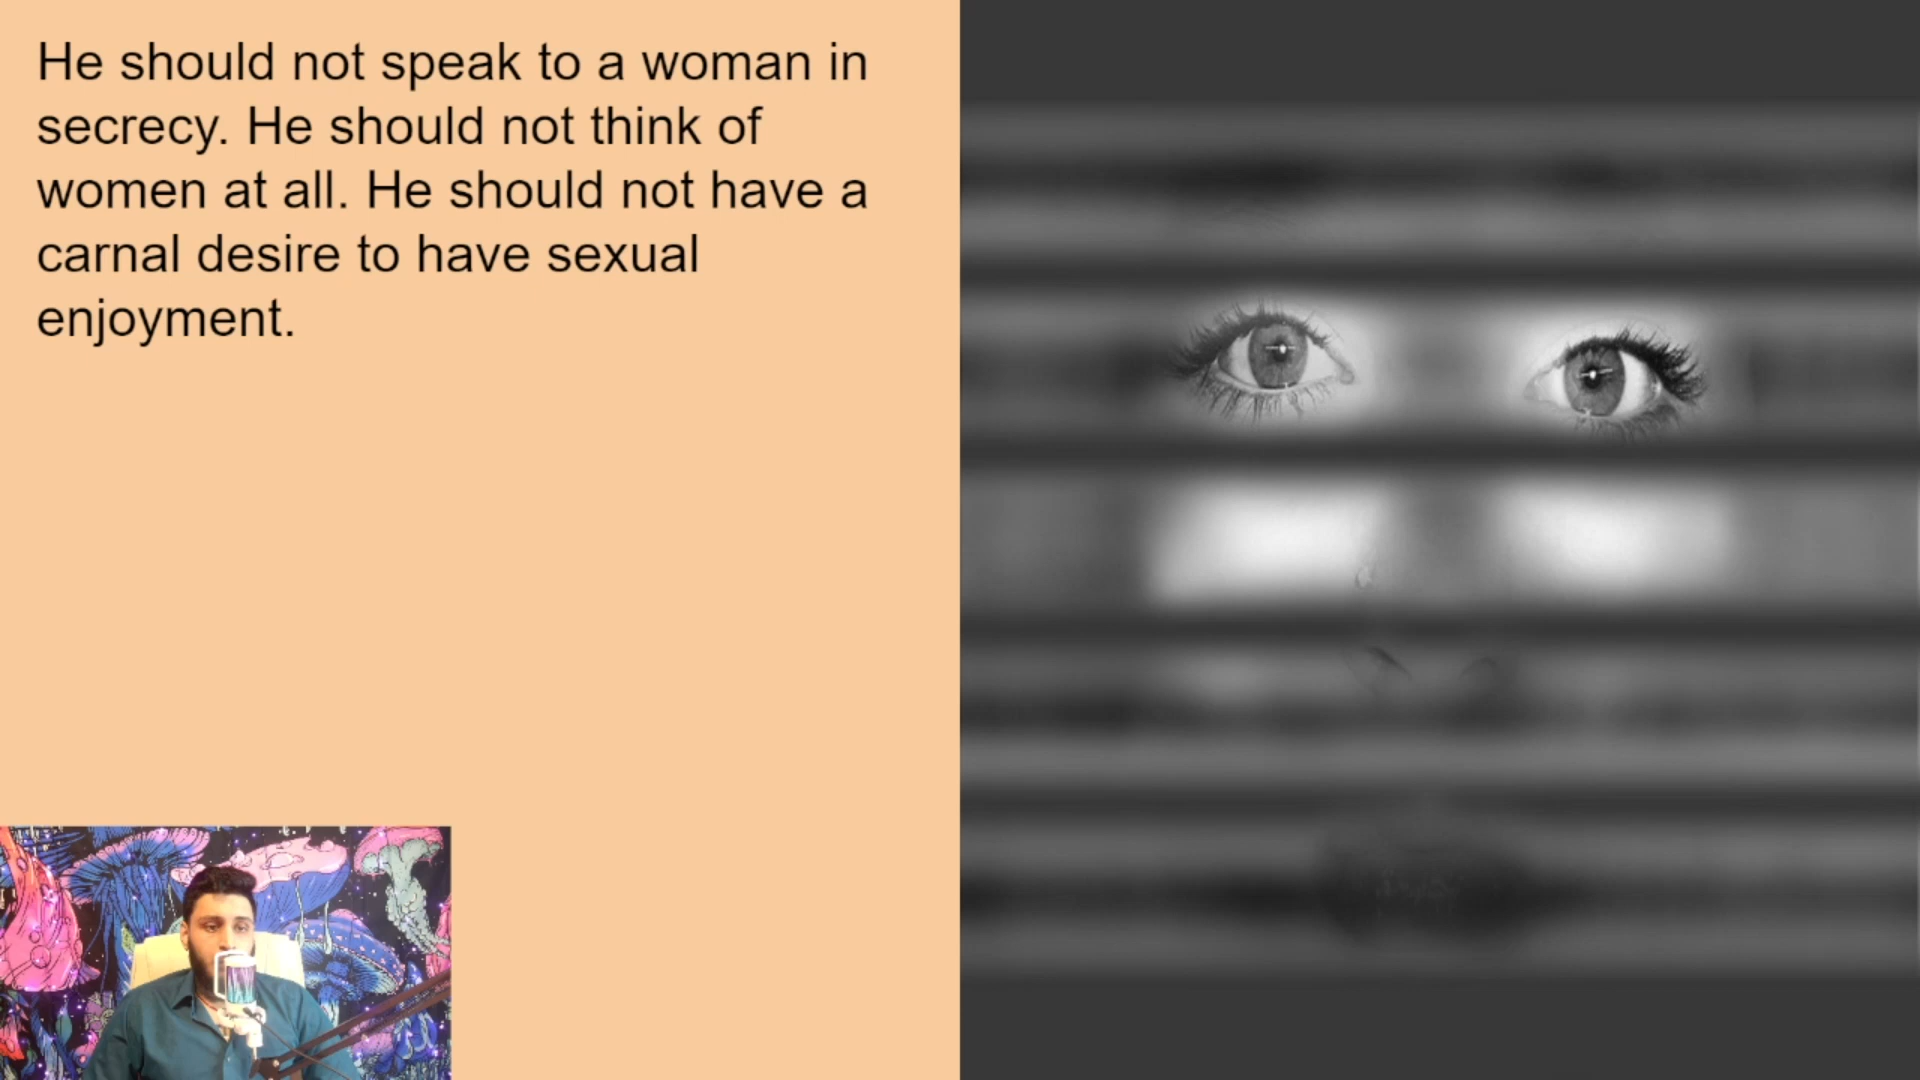 He should not speak to a woman in
secrecy. He should not think of
women at all. He should not have a
carnal desire to have sexual
enjoyment.